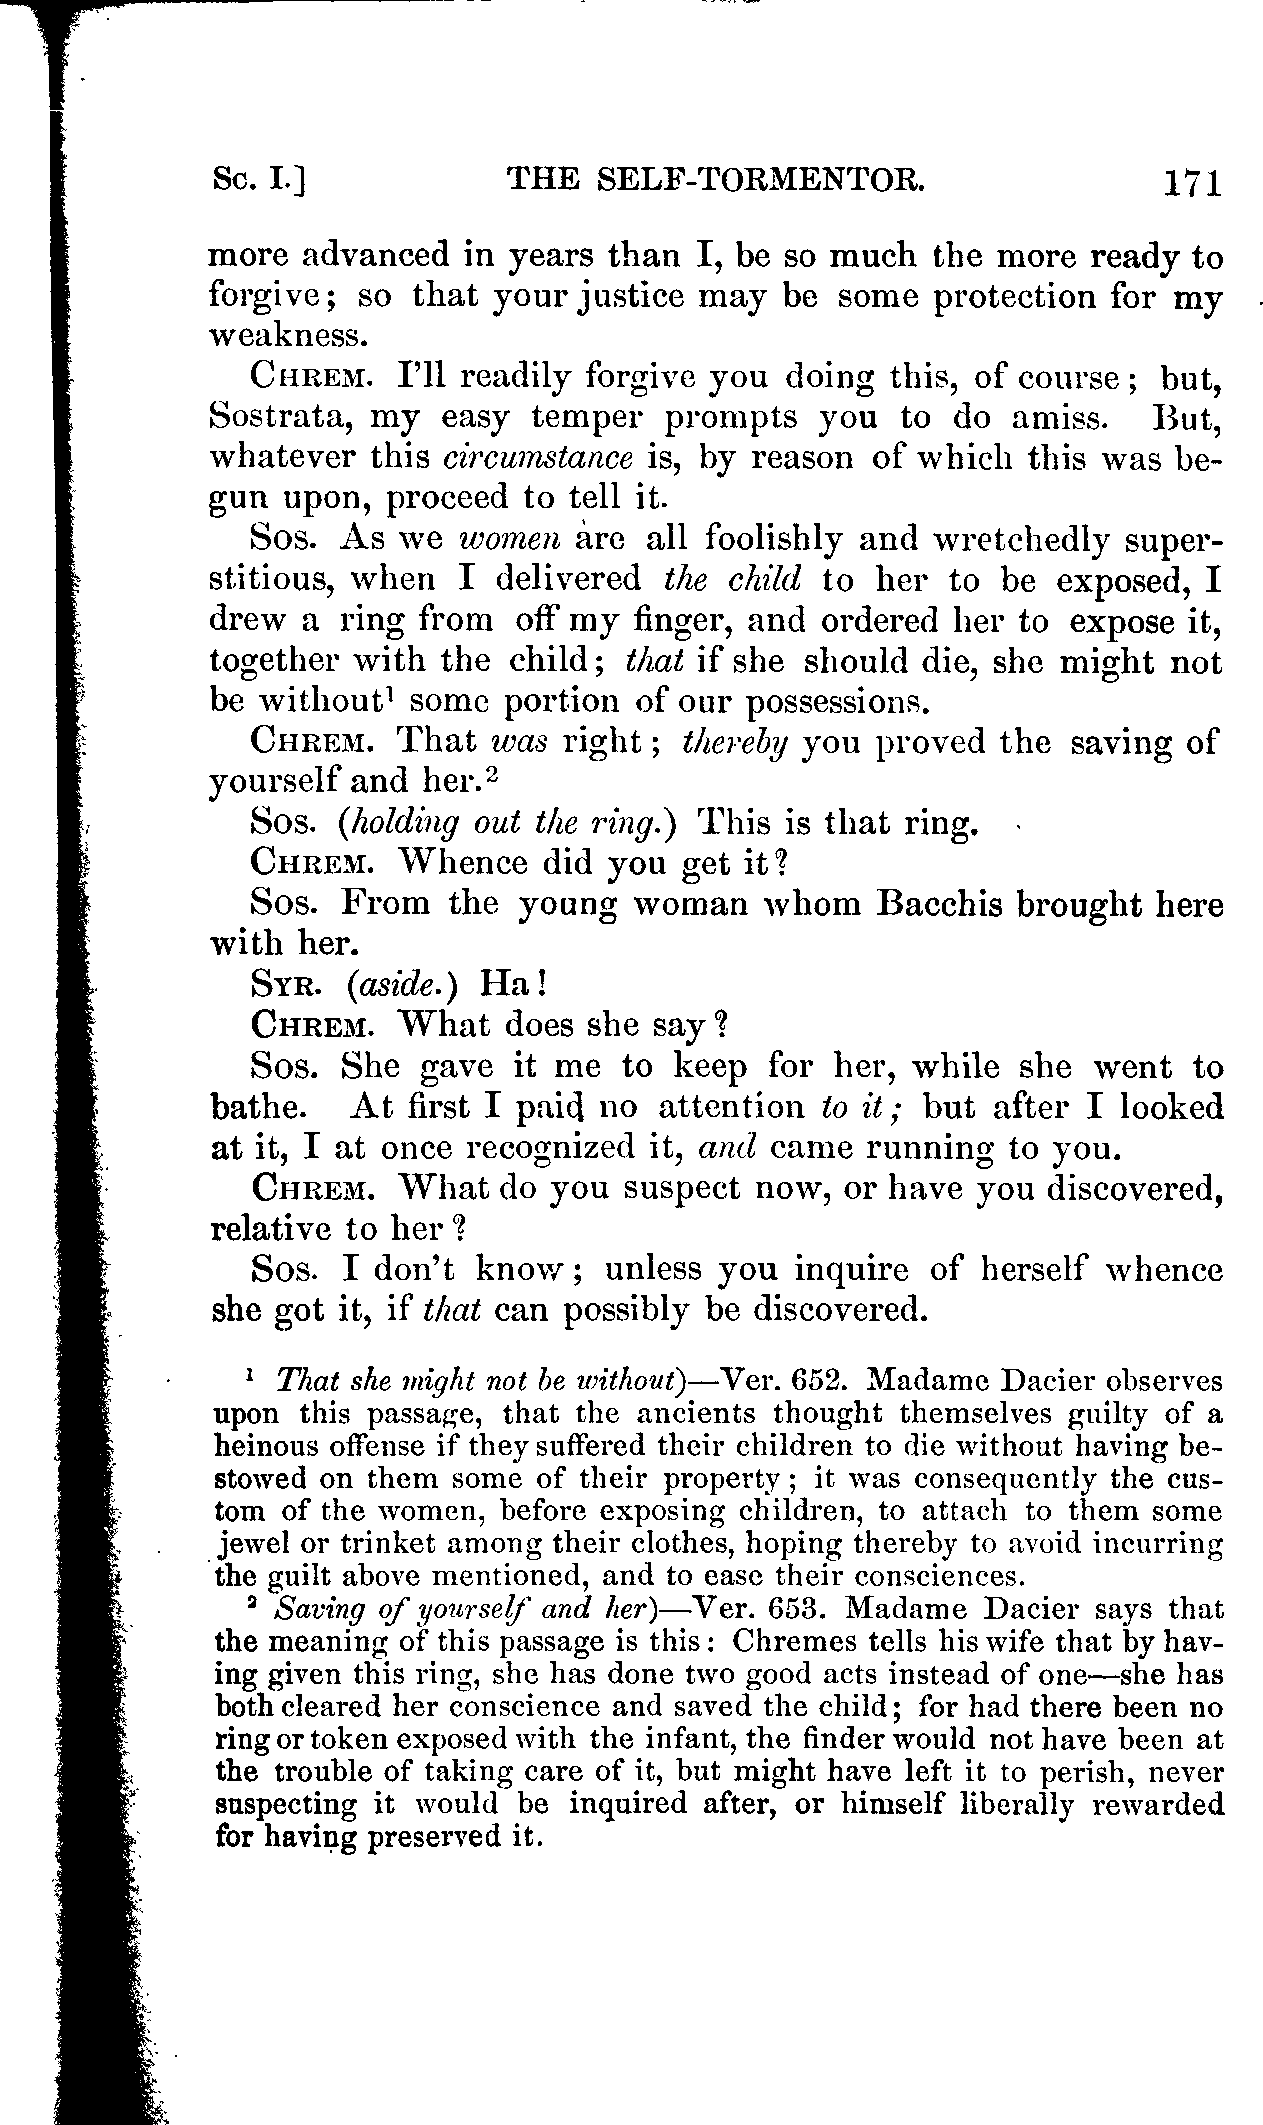 Sc. I.] THE SELF-TORMENTOR. 171
more advanced in years than I, be so much the more ready to
forgive; so that your justice may be some protection for my
weakness.
CHREM. I'll readily forgive you doing this, of course; but,
Sostrata, my easy temper prompts you to do amiss. But,
whatever this circumstance is, by reason of which this was be-
gun upon, proceed to tell it.
Sos. As we women are all foolishly and wretchedly super-
stitious, when I delivered the child to her to be exposed, I
drew a ring from off my finger, and ordered her to expose it,
together with the child; that if she should die, she might not
be without¹ some portion of our possessions.
CHREM. That was right; thereby you proved the saving of
yourself and her.²
Sos. (holding out the ring.) This is that ring.
CHREM. Whence did you get it?
Sos. From the young woman whom Bacchis brought here
with her.
SYR. (aside.) Ha!
CHREM. What does she say?
Sos. She gave it me to keep for her, while she went to
bathe. At first I paid no attention to it; but after I looked
at it, I at once recognized it, and came running to you.
CHREM. What do you suspect now, or have you discovered,
relative to her?
Sos. I don't know; unless you inquire of herself whence
she got it, if that can possibly be discovered.
¹ That she might not be without)—Ver. 652. Madame Dacier observes
upon this passage, that the ancients thought themselves guilty of a
heinous offense if they suffered their children to die without having be-
stowed on them some of their property; it was consequently the cus-
tom of the women, before exposing children, to attach to them some
jewel or trinket among their clothes, hoping thereby to avoid incurring
the guilt above mentioned, and to ease their consciences.
² Saving of yourself and her)—Ver. 653. Madame Dacier says that
the meaning of this passage is this: Chremes tells his wife that by hav-
ing given this ring, she has done two good acts instead of one—she has
both cleared her conscience and saved the child; for had there been no
ring or token exposed with the infant, the finder would not have been at
the trouble of taking care of it, but might have left it to perish, never
suspecting it would be inquired after, or himself liberally rewarded
for having preserved it.